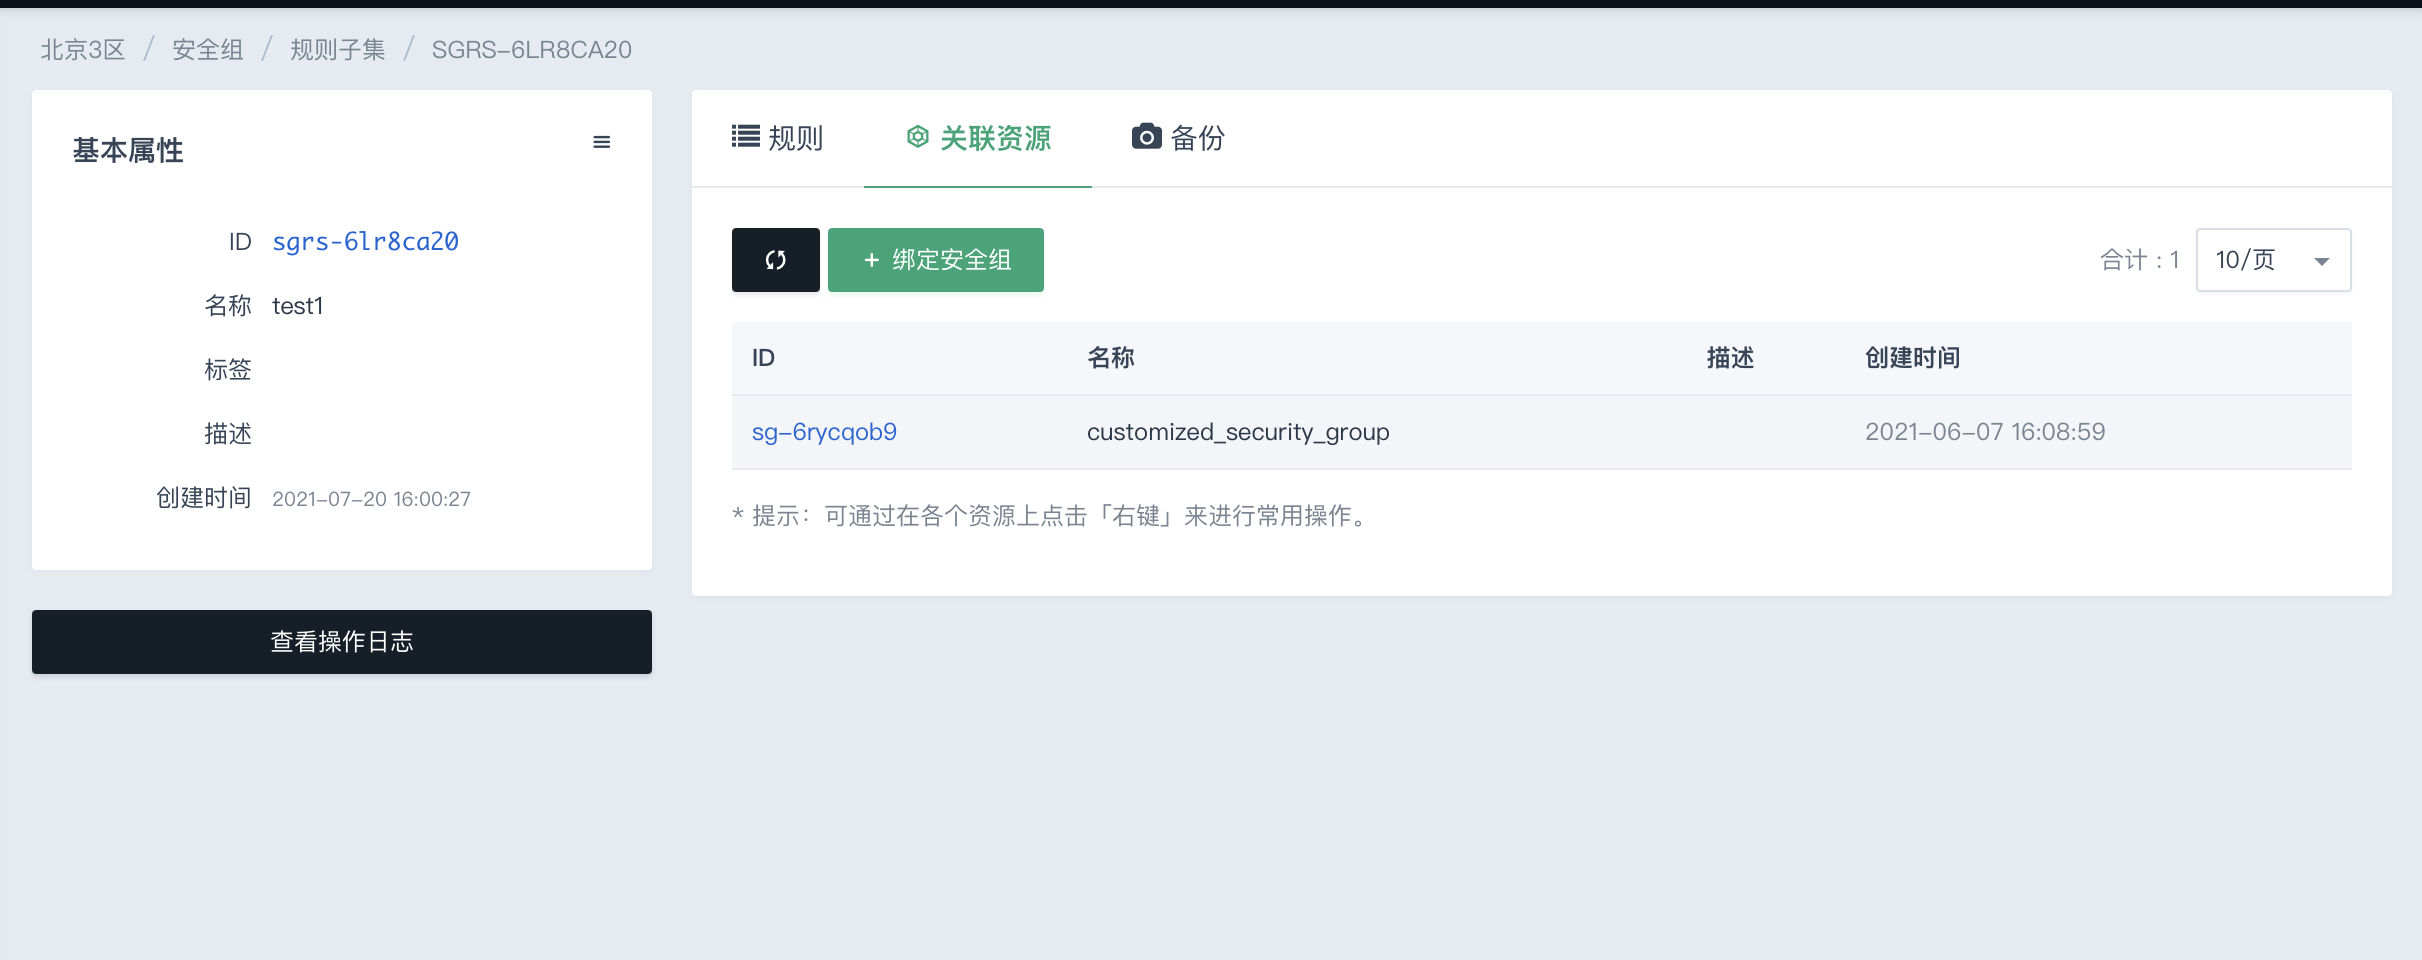 北京3区 / 安全组 / 规则子集 / SGRS-6LR8CA20
基本属性
ID sgrs-6lr8ca20
名称 test1
标签
描述
创建时间 2021-07-20 16:00:27
查看操作日志
规则 关联资源 备份
+ 绑定安全组 合计:1 10/页
ID 名称 描述 创建时间
sg-6rycqob9 customized_security_group 2021-06-07 16:08:59
* 提示：可通过在各个资源上点击「右键」来进行常用操作。